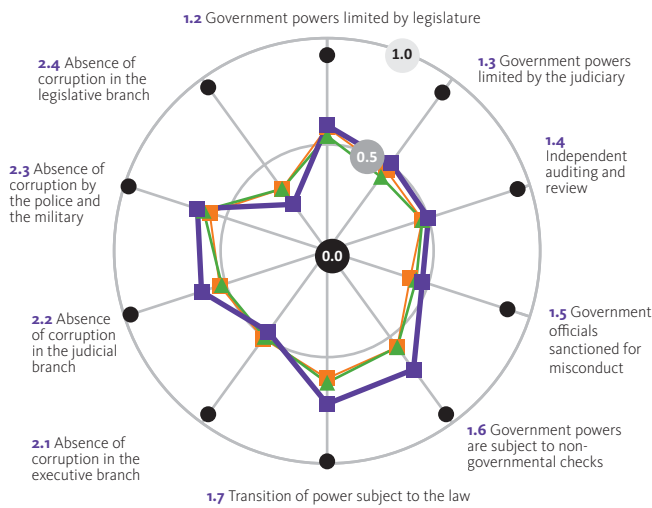 1.2 Government powers limited by legislature
1.0
1.3 Government powers
limited by the judiciary
0.5
1.4
Independent
auditing and
review
0.0
1.5 Government
officials
sanctioned for
misconduct
1.6 Government powers
are subject to non-
governmental checks
1.7 Transition of power subject to the law
2.1 Absence of
corruption in the
executive branch
2.2 Absence
of corruption
in the judicial
branch
2.3 Absence of
corruption by
the police and
the military
2.4 Absence of
corruption in the
legislative branch